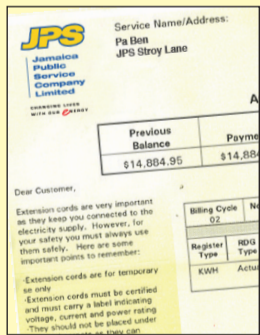 JPS
Jamaica
Public
Service
Company
Limited
CHANGING LIVES
WITH OUR ENERGY
Service Name/Address:
Pa Ben
JPS Stroy Lane
A
Previous
Balance
Payme
$14,884.95
$14,884
Dear Customer,
Extension cords are very important
as they keep you connected to the
electricity supply. However, for
your safety you must always use
them safely. Here are some
important points to remember:
·Extension cords are for temporary
se only
·Extension cords must be certified
and must carry a label indicating
voltage, current and power rating
·They should not be placed under
as they can
Billing Cycle
02
Register
Type
RDG
Type
KWH
Actua